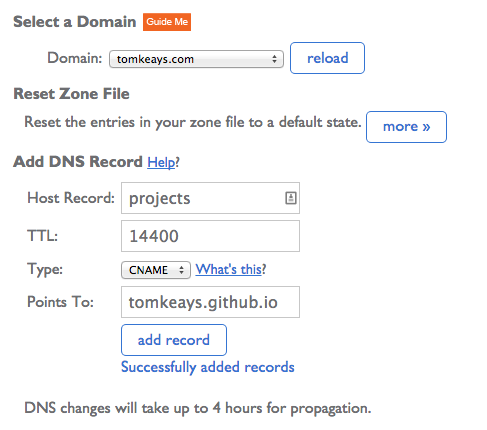 Select a Domain Guide Me
Domain: tomkeays.com reload
Reset Zone File
Reset the entries in your zone file to a default state. more »
Add DNS Record Help?
Host Record: projects
TTL: 14400
Type: CNAME What's this?
Points To: tomkeays.github.io
add record
Successfully added records
DNS changes will take up to 4 hours for propagation.